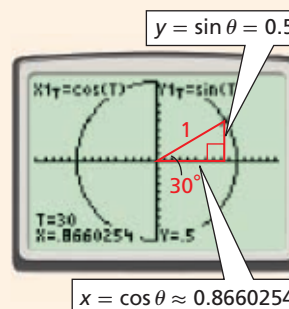 y = sin θ = 0.5
X1T=cos(T) Y1T=sin(T
1
30°
T=30
X=.8660254 Y=.5
x = cos θ ≈ 0.8660254